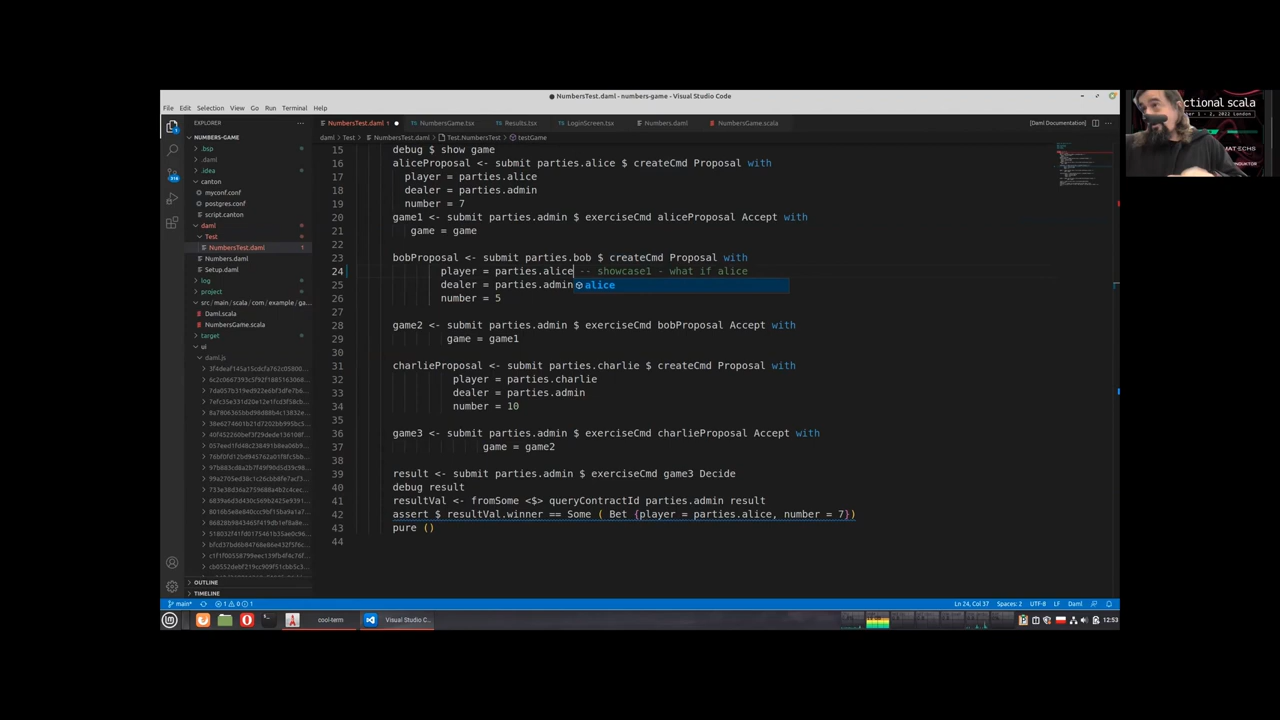 NumbersTest.daml - numbers-game - Visual Studio Code
File Edit Selection View Go Run Terminal Help
EXPLORER
NumbersTest.daml 1
NumbersGame.tsx
Results.tsx
LoginScreen.tsx
Numbers.daml
NumbersGame.scala
[Daml Documentation]
daml > Test > NumbersTest.daml > Test.NumbersTest > testGame
NUMBERS-GAME
.bsp
.daml
.idea
canton
myconf.conf
postgres.conf
script.canton
daml
Test
NumbersTest.daml 1
Numbers.daml
Setup.daml
log
project
src/main/scala/com/example/ga...
Daml.scala
NumbersGame.scala
target
ui
daml.js
OUTLINE
TIMELINE
15 debug $ show game
16 aliceProposal <- submit parties.alice $ createCmd Proposal with
17 player = parties.alice
18 dealer = parties.admin
19 number = 7
20 game1 <- submit parties.admin $ exerciseCmd aliceProposal Accept with
21 game = game
22
23 bobProposal <- submit parties.bob $ createCmd Proposal with
24 player = parties.alice -- showcase1 - what if alice
25 dealer = parties.admin
alice
26 number = 5
27
28 game2 <- submit parties.admin $ exerciseCmd bobProposal Accept with
29 game = game1
30
31 charlieProposal <- submit parties.charlie $ createCmd Proposal with
32 player = parties.charlie
33 dealer = parties.admin
34 number = 10
35
36 game3 <- submit parties.admin $ exerciseCmd charlieProposal Accept with
37 game = game2
38
39 result <- submit parties.admin $ exerciseCmd game3 Decide
40 debug result
41 resultVal <- fromSome <$> queryContractId parties.admin result
42 assert $ resultVal.winner == Some ( Bet {player = parties.alice, number = 7})
43 pure ()
44
main*
1 0 1
Ln 24, Col 37
Spaces: 2
UTF-8
LF
Daml
cool-term
Visual Studio C...
12:53
ctional scala
2022 London